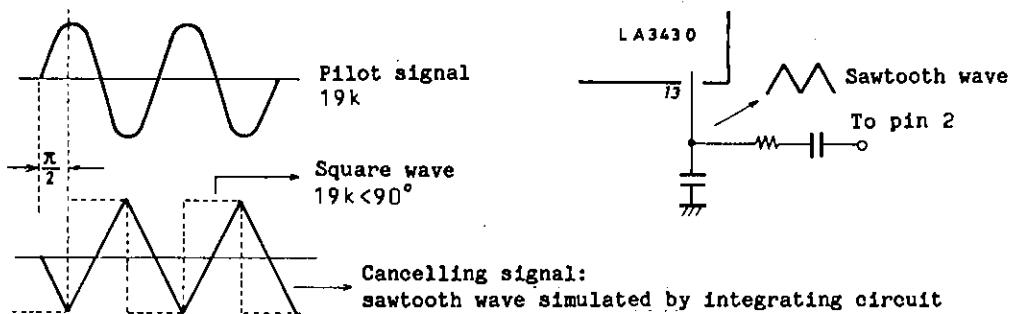 Pilot signal
19k
π/2
Square wave
19k<90°
Cancelling signal:
sawtooth wave simulated by integrating circuit
LA3430
13
Sawtooth wave
To pin 2